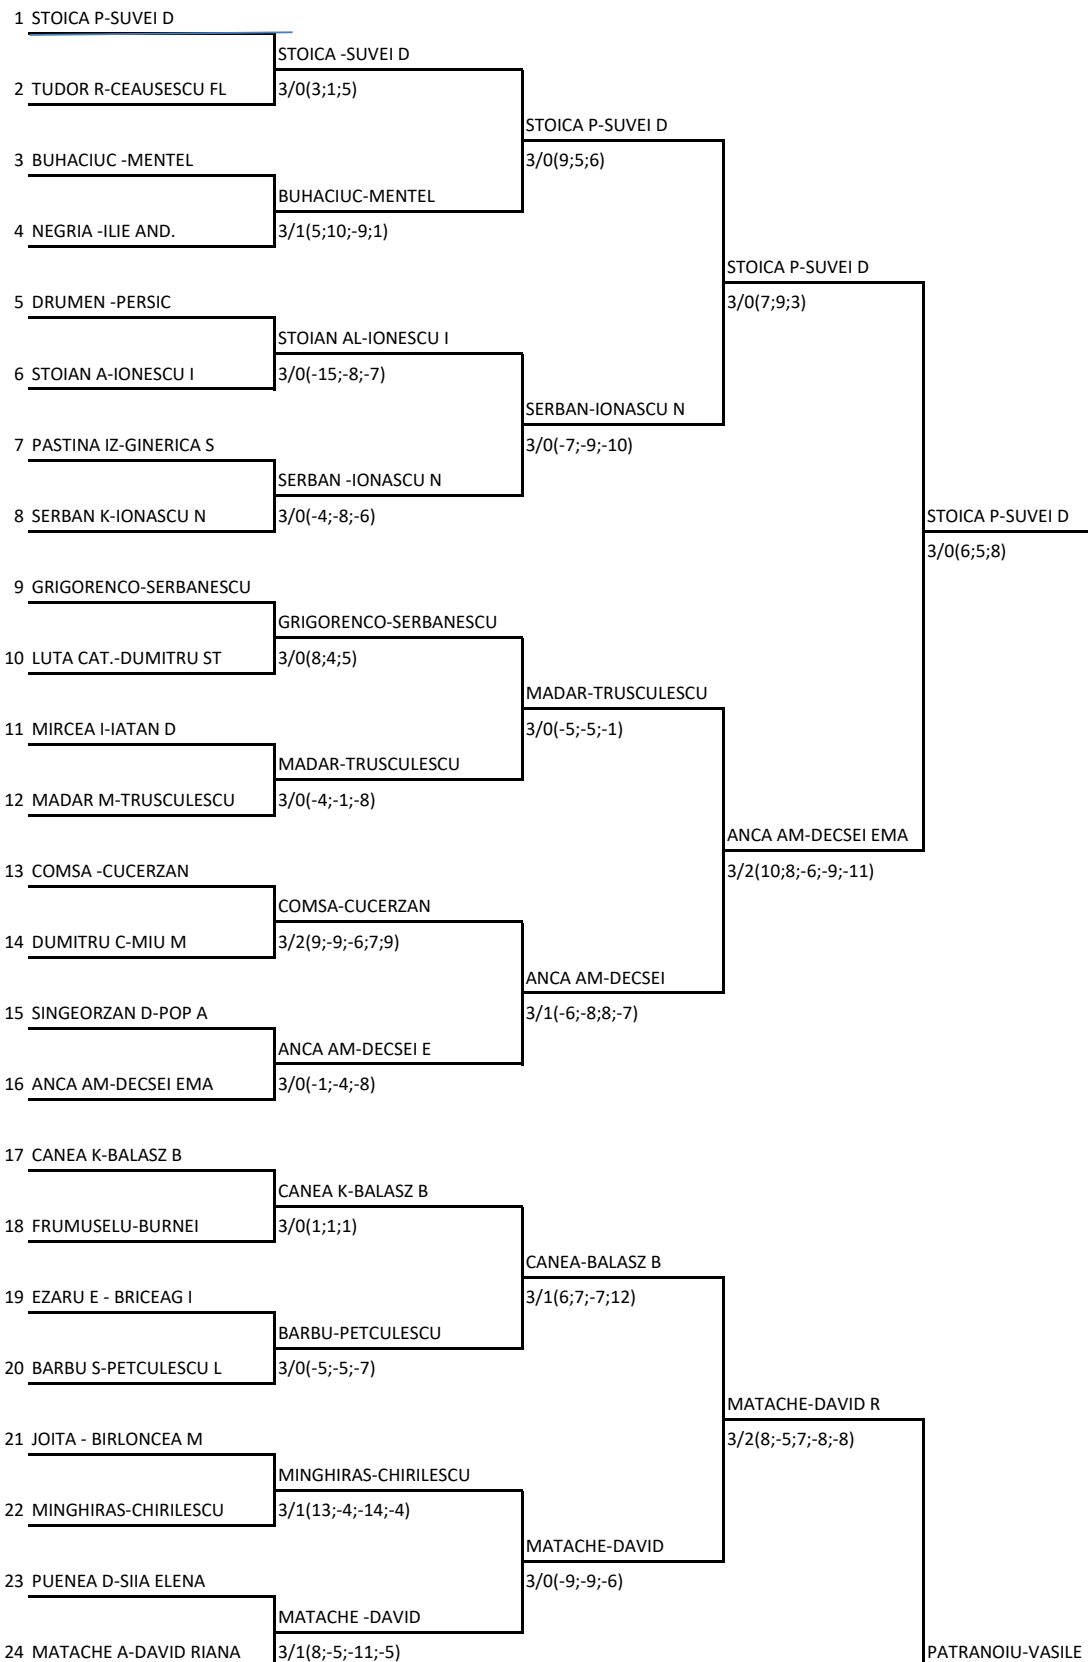 1 STOICA P-SUVEI D
STOICA -SUVEI D
2 TUDOR R-CEAUSESCU FL 3/0(3;1;5)
STOICA P-SUVEI D
3 BUHACIUC -MENTEL 3/0(9;5;6)
BUHACIUC-MENTEL
4 NEGRIA -ILIE AND. 3/1(5;10;-9;1)
STOICA P-SUVEI D
5 DRUMEN -PERSIC 3/0(7;9;3)
STOIAN AL-IONESCU I
6 STOIAN A-IONESCU I 3/0(-15;-8;-7)
SERBAN-IONASCU N
7 PASTINA IZ-GINERICA S 3/0(-7;-9;-10)
SERBAN -IONASCU N
8 SERBAN K-IONASCU N 3/0(-4;-8;-6) STOICA P-SUVEI D
3/0(6;5;8)
9 GRIGORENCO-SERBANESCU
GRIGORENCO-SERBANESCU
10 LUTA CAT.-DUMITRU ST 3/0(8;4;5)
MADAR-TRUSCULESCU
11 MIRCEA I-IATAN D 3/0(-5;-5;-1)
MADAR-TRUSCULESCU
12 MADAR M-TRUSCULESCU 3/0(-4;-1;-8)
ANCA AM-DECSEI EMA
13 COMSA -CUCERZAN 3/2(10;8;-6;-9;-11)
COMSA-CUCERZAN
14 DUMITRU C-MIU M 3/2(9;-9;-6;7;9)
ANCA AM-DECSEI
15 SINGEORZAN D-POP A 3/1(-6;-8;8;-7)
ANCA AM-DECSEI E
16 ANCA AM-DECSEI EMA 3/0(-1;-4;-8)
17 CANEA K-BALASZ B
CANEA K-BALASZ B
18 FRUMUSELU-BURNEI 3/0(1;1;1)
CANEA-BALASZ B
19 EZARU E - BRICEAG I 3/1(6;7;-7;12)
BARBU-PETCULESCU
20 BARBU S-PETCULESCU L 3/0(-5;-5;-7)
MATACHE-DAVID R
21 JOITA - BIRLONCEA M 3/2(8;-5;7;-8;-8)
MINGHIRAS-CHIRILESCU
22 MINGHIRAS-CHIRILESCU 3/1(13;-4;-14;-4)
MATACHE-DAVID
23 PUENEA D-SIIA ELENA 3/0(-9;-9;-6)
MATACHE -DAVID
24 MATACHE A-DAVID RIANA 3/1(8;-5;-11;-5) PATRANOIU-VASILE